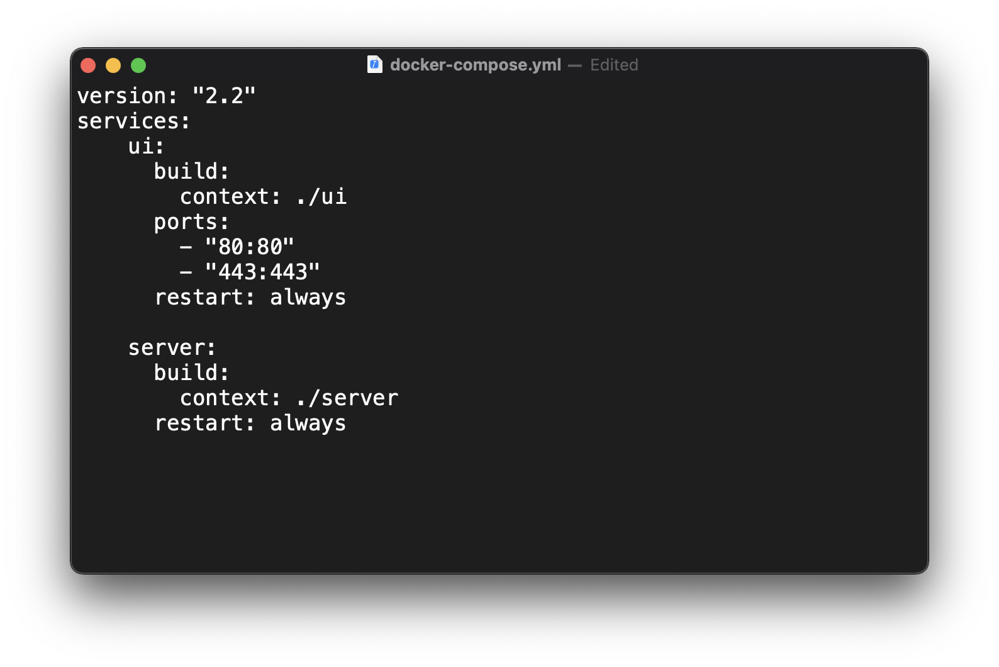 docker-compose.yml — Edited
version: "2.2"
services:
    ui:
      build:
        context: ./ui
      ports:
        - "80:80"
        - "443:443"
      restart: always

    server:
      build:
        context: ./server
      restart: always